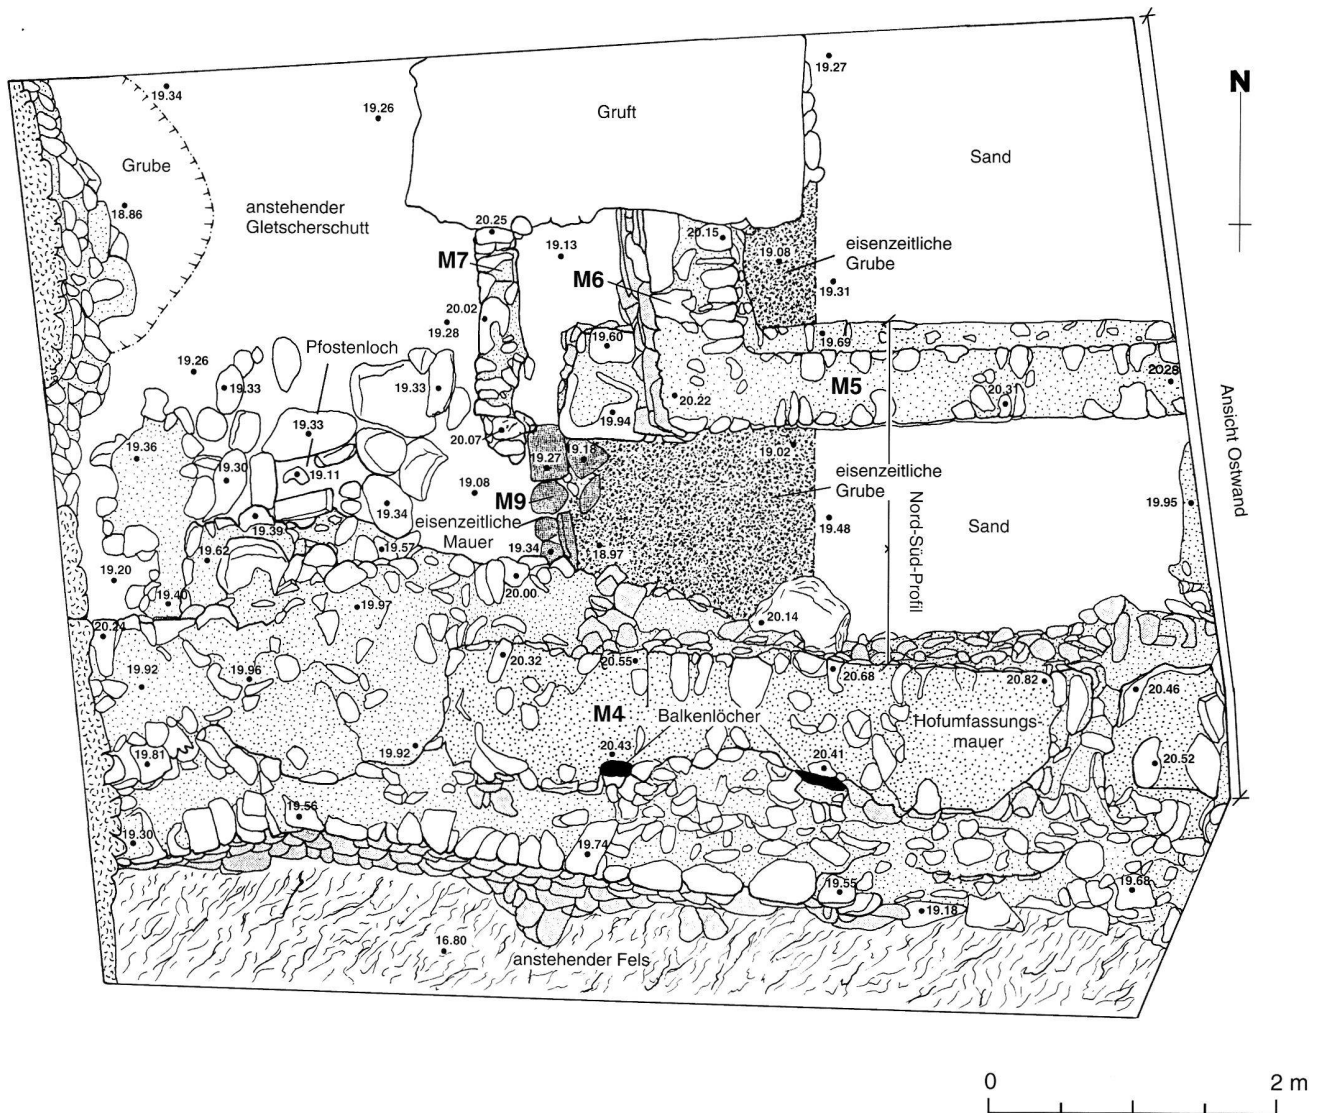 N
19.27
19.34
19.26
Gruft
Sand
Grube
18.86
anstehender
Gletscherschutt
20.25
20.15
19.13
eisenzeitliche
Grube
19.08
M7
M6
19.31
20.02
19.28
19.60
19.69
Pfostenloch
19.26
19.33
19.33
M5
2028
20.31
20.22
19.94
Ansicht Ostwand
19.36
19.33
20.07
19.02
19.27
19.18
19.30
19.11
19.08
eisenzeitliche
Grube
M9
19.34
eisenzeitliche
Mauer
19.95
19.39
19.48
Sand
Nord-Süd-Profil
19.62
19.57
19.34
18.97
19.20
19.40
19.97
20.00
20.14
20.24
19.92
19.96
20.32
20.55
20.68
20.82
20.46
M4
Balkenlöcher
Hofumfassungs-
mauer
19.81
19.92
20.43
20.41
20.52
19.56
19.30
19.74
19.55
19.68
19.18
16.80
anstehender Fels
0
2 m